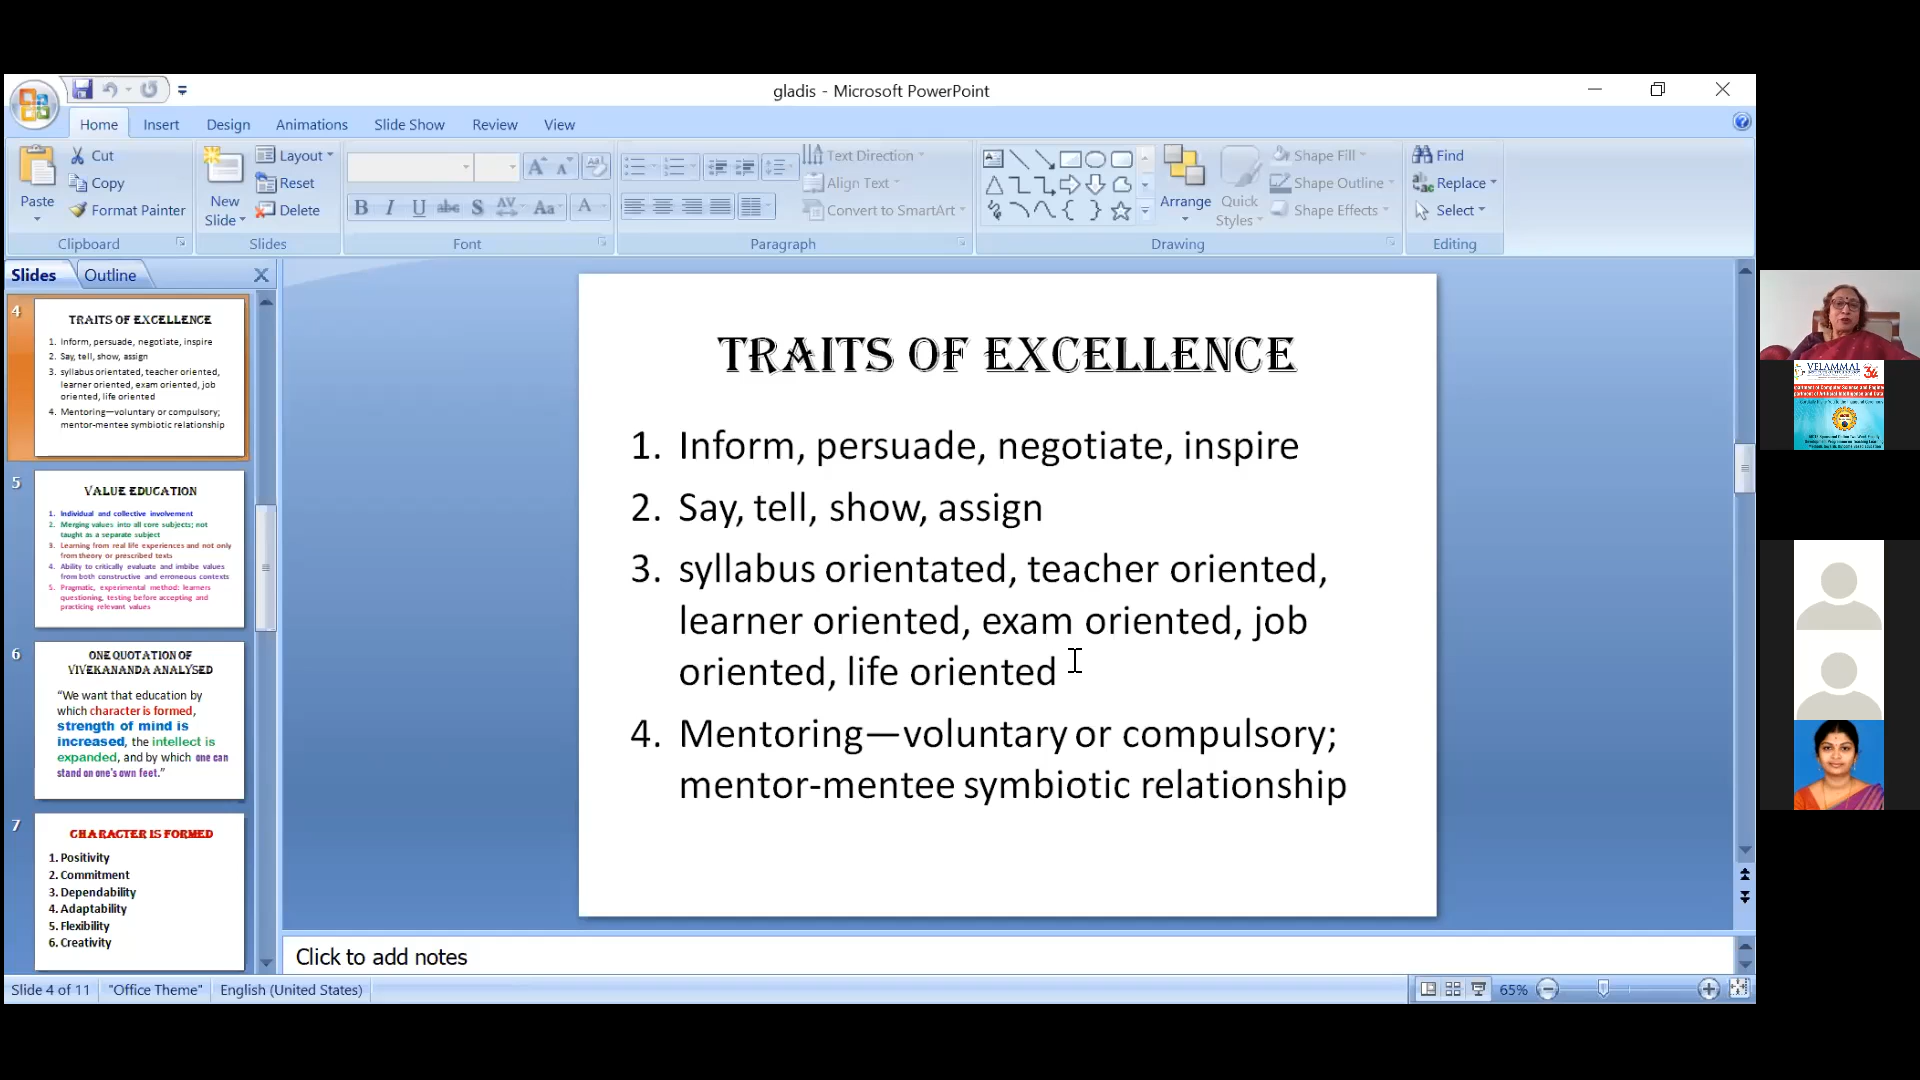 gladis - Microsoft PowerPoint
Home Insert Design Animations Slide Show Review View
Paste
Cut
Copy
Format Painter
Clipboard
New
Slide
Layout
Reset
Delete
Slides
Font
Text Direction
Align Text
Convert to SmartArt
Paragraph
Arrange
Quick
Styles
Shape Fill
Shape Outline
Shape Effects
Drawing
Find
Replace
Select
Editing
Slides Outline
4
TRAITS OF EXCELLENCE
1. Inform, persuade, negotiate, inspire
2. Say, tell, show, assign
3. syllabus orientated, teacher oriented,
learner oriented, exam oriented, job
oriented, life oriented
4. Mentoring—voluntary or compulsory;
mentor-mentee symbiotic relationship
5
VALUE EDUCATION
1. Individual and collective involvement
2. Merging values into all core subjects; not
taught as a separate subject
3. Learning from real life experiences and not only
from theory or prescribed texts
4. Ability to critically evaluate and imbibe values
from both constructive and erroneous contexts
5. Pragmatic, experimental method: learners
questioning, testing before accepting and
practicing relevant values
6
ONE QUOTATION OF
VIVEKANANDA ANALYSED
“We want that education by
which character is formed,
strength of mind is
increased, the intellect is
expanded, and by which one can
stand on one’s own feet.”
7
CHARACTER IS FORMED
1. Positivity
2. Commitment
3. Dependability
4. Adaptability
5. Flexibility
6. Creativity
TRAITS OF EXCELLENCE
1. Inform, persuade, negotiate, inspire
2. Say, tell, show, assign
3. syllabus orientated, teacher oriented,
learner oriented, exam oriented, job
oriented, life oriented
4. Mentoring—voluntary or compulsory;
mentor-mentee symbiotic relationship
Click to add notes
Slide 4 of 11 "Office Theme" English (United States) 65%
VELAMMAL